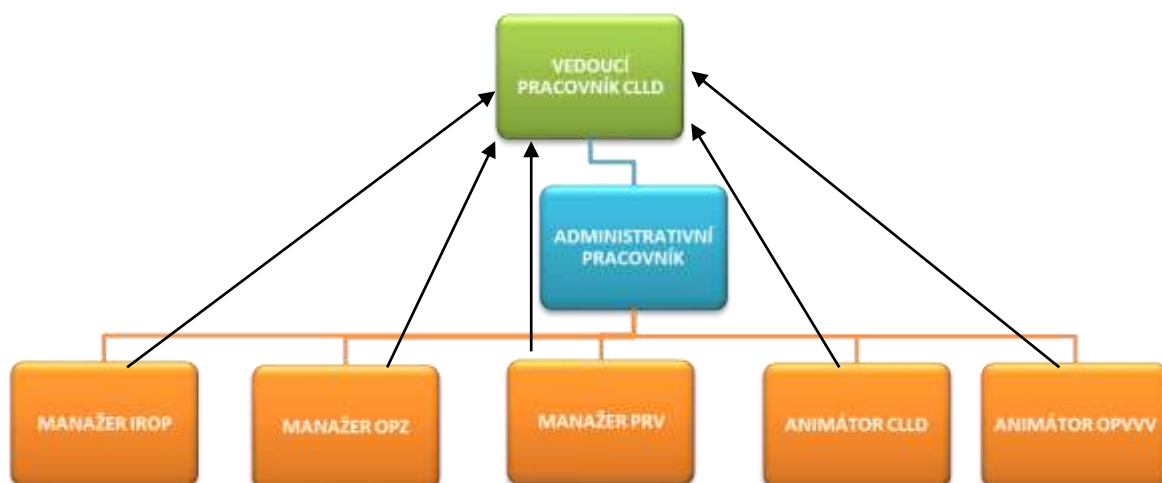 VEDOUCÍ
PRACOVNÍK CLLD
ADMINISTRATIVNÍ
PRACOVNÍK
MANAŽER IROP
MANAŽER OPZ
MANAŽER PRV
ANIMÁTOR CLLD
ANIMÁTOR OPVVV